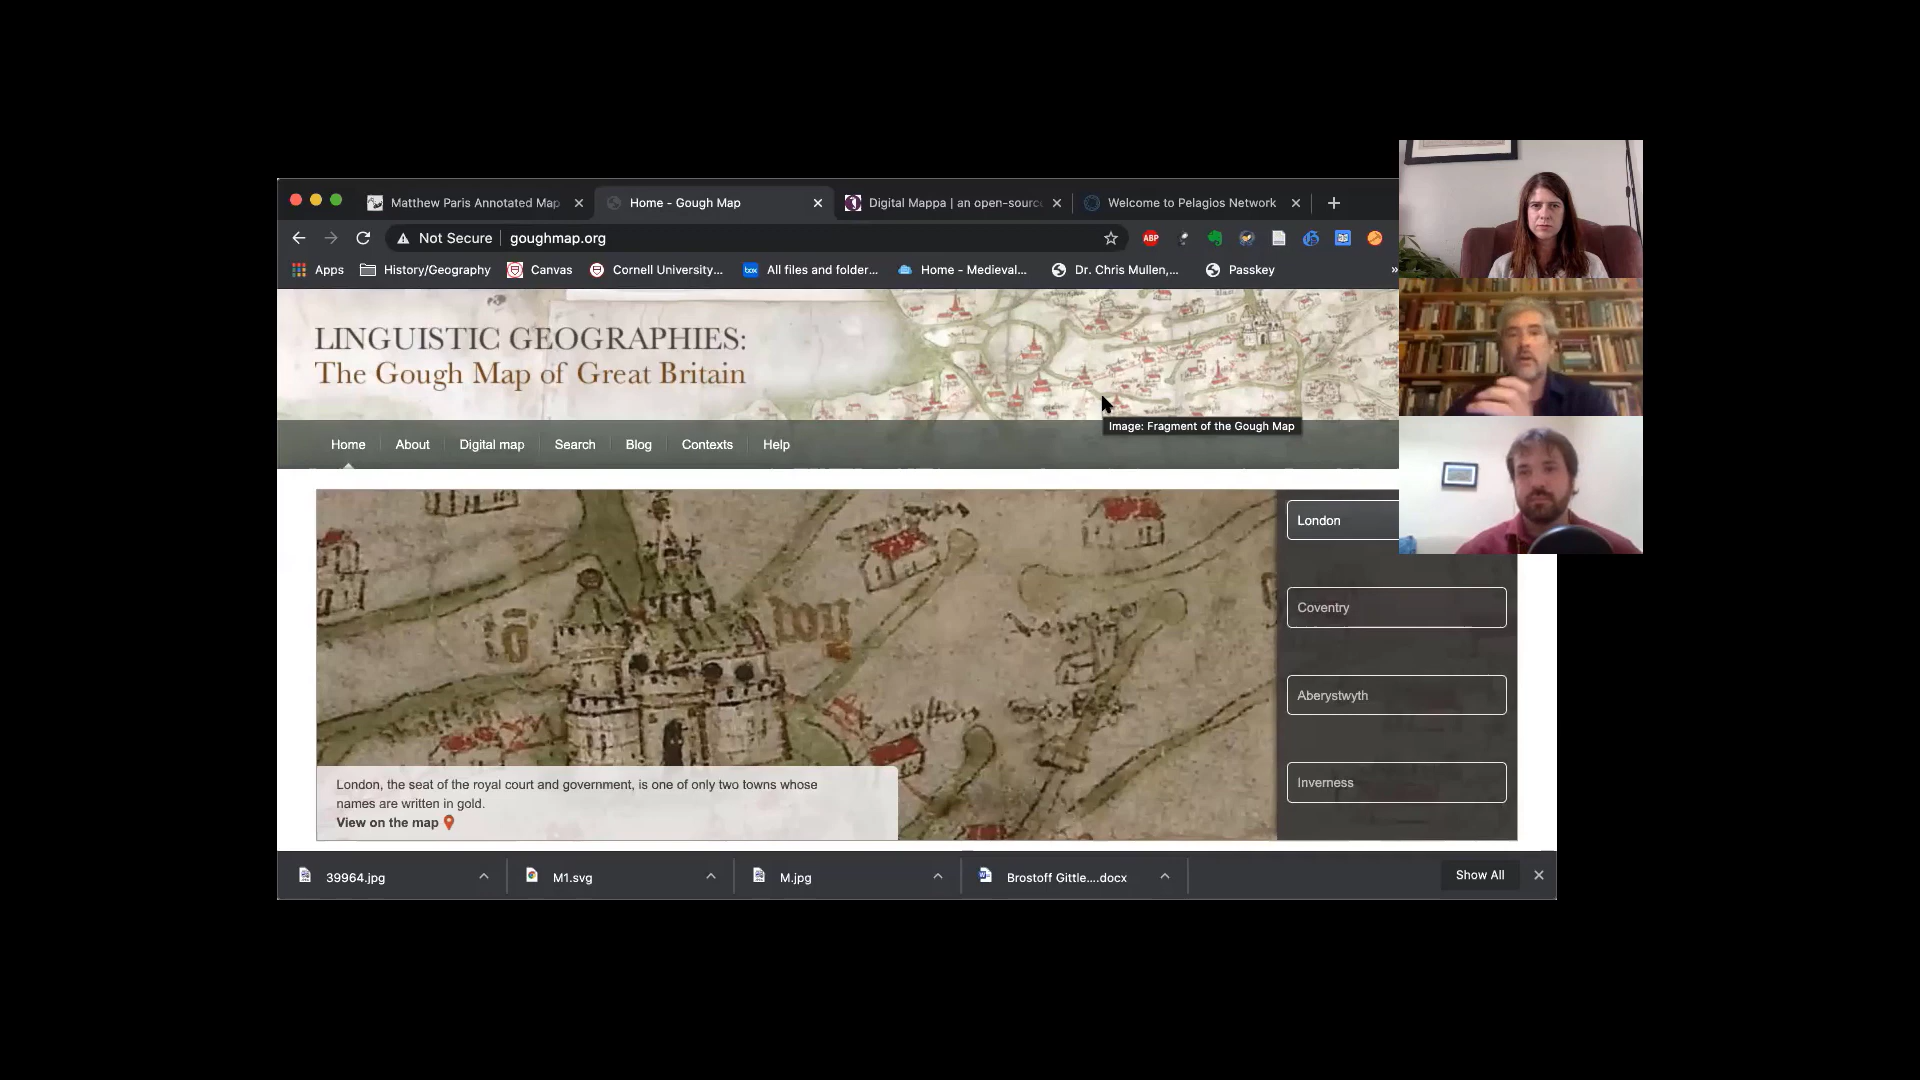 Matthew Paris Annotated Map
Home - Gough Map
Digital Mappa | an open-sourc
Welcome to Pelagios Network
Not Secure
goughmap.org
ABP
Apps
History/Geography
Canvas
Cornell University...
box
All files and folder...
Home - Medieval...
Dr. Chris Mullen,...
Passkey
»
LINGUISTIC GEOGRAPHIES:
The Gough Map of Great Britain
Image: Fragment of the Gough Map
Home
About
Digital map
Search
Blog
Contexts
Help
London
Coventry
Aberystwyth
Inverness
London, the seat of the royal court and government, is one of only two towns whose
names are written in gold.
View on the map
39964.jpg
M1.svg
M.jpg
Brostoff Gittle....docx
Show All